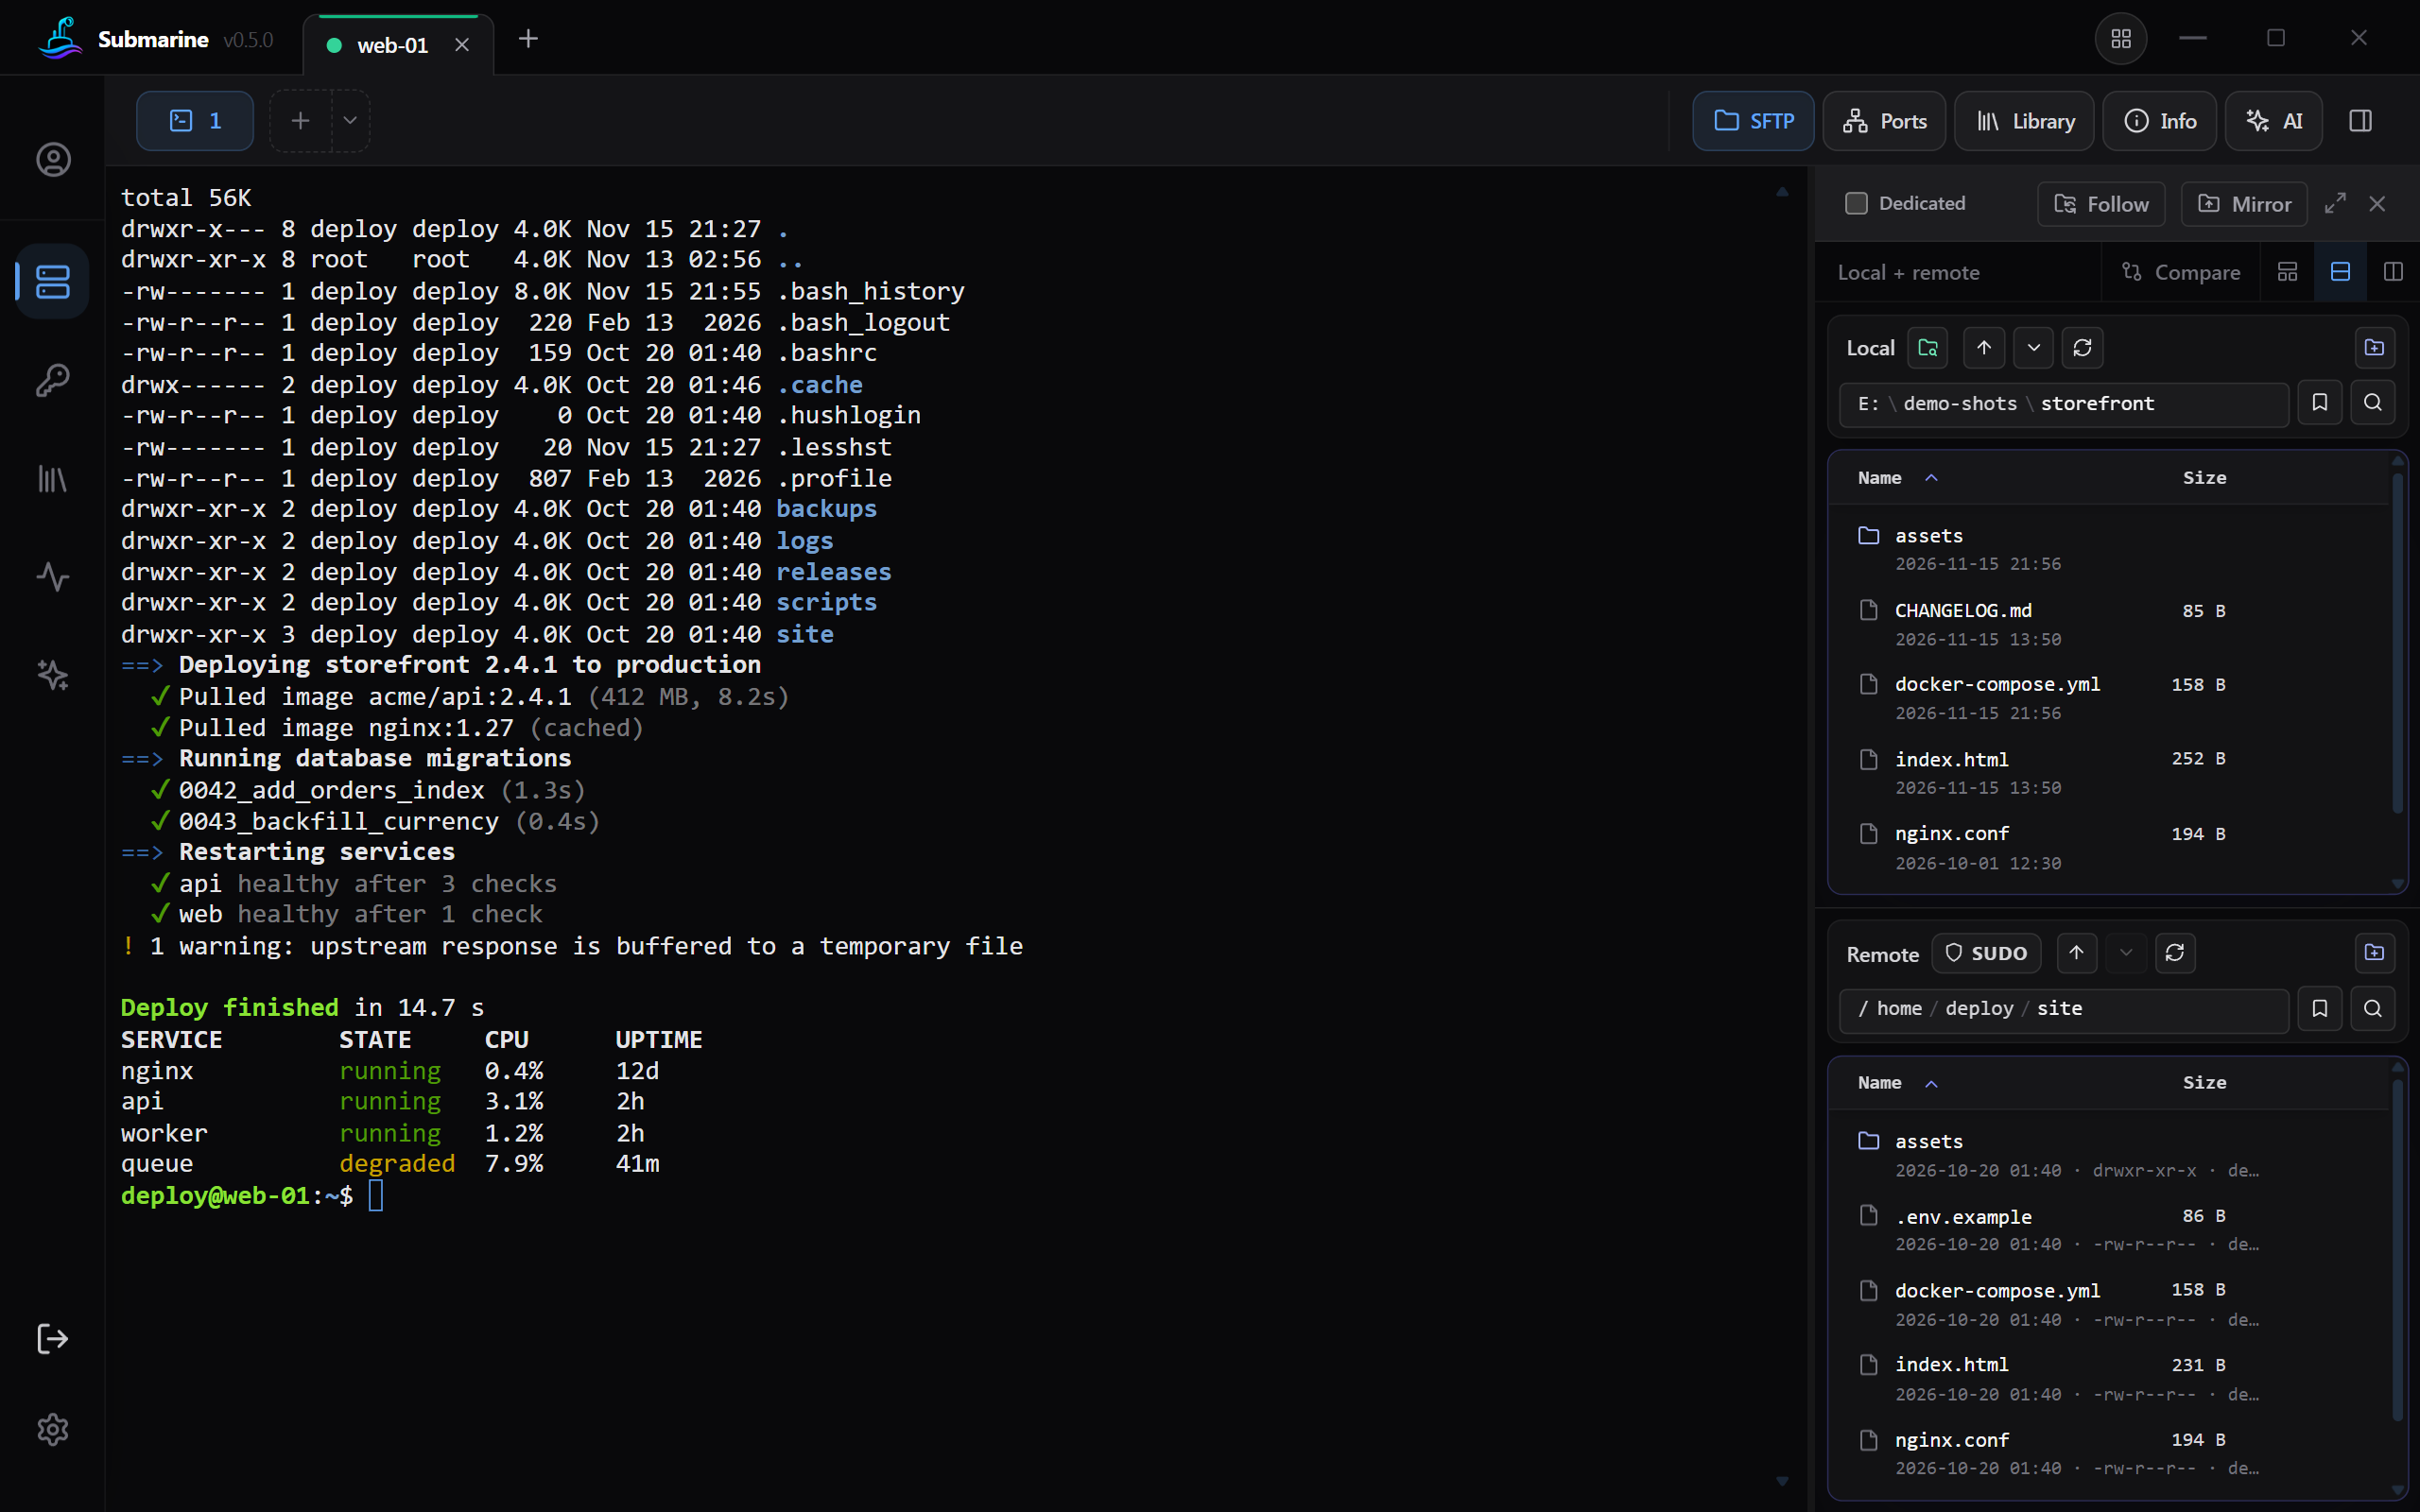 Submarine v0.5.0
web-01
1
SFTP
Ports
Library
Info
AI
total 56K
drwxr-x--- 8 deploy deploy 4.0K Nov 15 21:27 .
drwxr-xr-x 8 root   root   4.0K Nov 13 02:56 ..
-rw------- 1 deploy deploy 8.0K Nov 15 21:55 .bash_history
-rw-r--r-- 1 deploy deploy  220 Feb 13  2026 .bash_logout
-rw-r--r-- 1 deploy deploy  159 Oct 20 01:40 .bashrc
drwx------ 2 deploy deploy 4.0K Oct 20 01:46 .cache
-rw-r--r-- 1 deploy deploy    0 Oct 20 01:40 .hushlogin
-rw------- 1 deploy deploy   20 Nov 15 21:27 .lesshst
-rw-r--r-- 1 deploy deploy  807 Feb 13  2026 .profile
drwxr-xr-x 2 deploy deploy 4.0K Oct 20 01:40 backups
drwxr-xr-x 2 deploy deploy 4.0K Oct 20 01:40 logs
drwxr-xr-x 2 deploy deploy 4.0K Oct 20 01:40 releases
drwxr-xr-x 2 deploy deploy 4.0K Oct 20 01:40 scripts
drwxr-xr-x 3 deploy deploy 4.0K Oct 20 01:40 site
==> Deploying storefront 2.4.1 to production
✓ Pulled image acme/api:2.4.1 (412 MB, 8.2s)
✓ Pulled image nginx:1.27 (cached)
==> Running database migrations
✓ 0042_add_orders_index (1.3s)
✓ 0043_backfill_currency (0.4s)
==> Restarting services
✓ api healthy after 3 checks
✓ web healthy after 1 check
! 1 warning: upstream response is buffered to a temporary file
Deploy finished in 14.7 s
SERVICE        STATE     CPU      UPTIME
nginx          running   0.4%     12d
api            running   3.1%     2h
worker         running   1.2%     2h
queue          degraded  7.9%     41m
deploy@web-01:~$
Dedicated
Follow
Mirror
Local + remote
Compare
Local
E: \ demo-shots \ storefront
Name Size
assets
2026-11-15 21:56
CHANGELOG.md 85 B
2026-11-15 13:50
docker-compose.yml 158 B
2026-11-15 21:56
index.html 252 B
2026-11-15 13:50
nginx.conf 194 B
2026-10-01 12:30
Remote SUDO
/ home / deploy / site
Name Size
assets
2026-10-20 01:40 · drwxr-xr-x · de…
.env.example 86 B
2026-10-20 01:40 · -rw-r--r-- · de…
docker-compose.yml 158 B
2026-10-20 01:40 · -rw-r--r-- · de…
index.html 231 B
2026-10-20 01:40 · -rw-r--r-- · de…
nginx.conf 194 B
2026-10-20 01:40 · -rw-r--r-- · de…